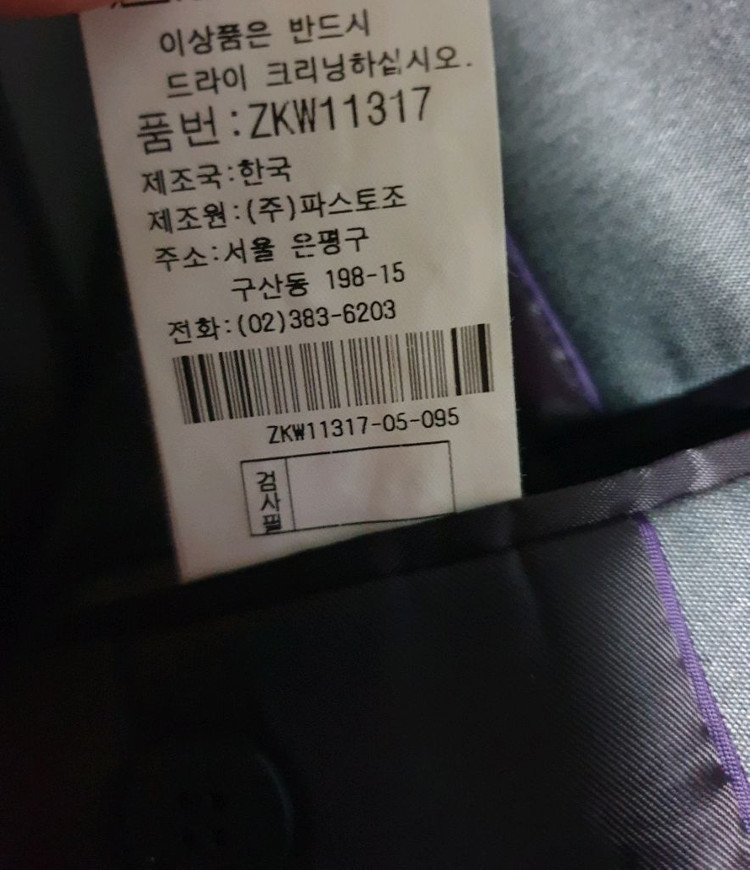 이상품은 반드시
드라이 크리닝하십시오.
품번:ZKW11317
제조국:한국
제조원:(주)파스토조
주소:서울 은평구
구산동 198-15
전화:(02)383-6203
ZKW11317-05-095
검사필